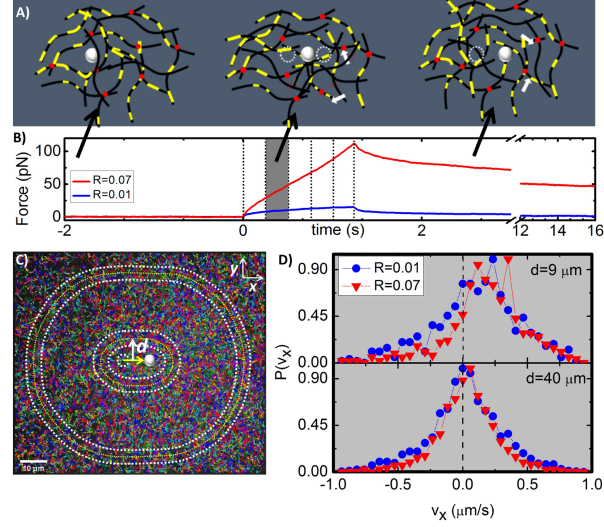 A)
B)
Force (pN)
100
50
0
R=0.07
R=0.01
-2
0
time (s)
2
12
14
16
C)
y
x
d
10 μm
D)
R=0.01
R=0.07
d=9 μm
0.90
0.45
0.00
P(vx)
d=40 μm
0.90
0.45
0.00
-1.0
-0.5
0.0
0.5
1.0
vx (μm/s)